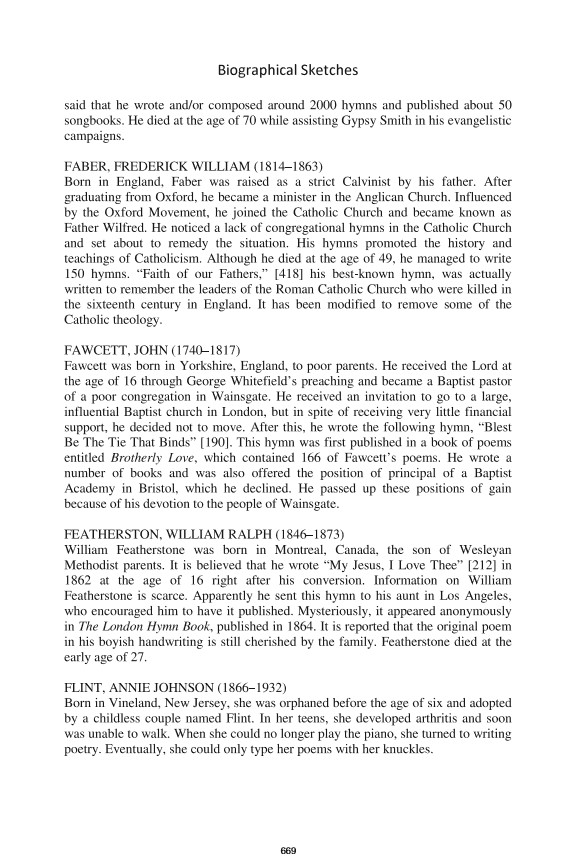 Biographical Sketches
said that he wrote and/or composed around 2000 hymns and published about 50
songbooks. He died at the age of 70 while assisting Gypsy Smith in his evangelistic
campaigns.
FABER, FREDERICK WILLIAM (1814–1863)
Born in England, Faber was raised as a strict Calvinist by his father. After
graduating from Oxford, he became a minister in the Anglican Church. Influenced
by the Oxford Movement, he joined the Catholic Church and became known as
Father Wilfred. He noticed a lack of congregational hymns in the Catholic Church
and set about to remedy the situation. His hymns promoted the history and
teachings of Catholicism. Although he died at the age of 49, he managed to write
150 hymns. “Faith of our Fathers,” [418] his best-known hymn, was actually
written to remember the leaders of the Roman Catholic Church who were killed in
the sixteenth century in England. It has been modified to remove some of the
Catholic theology.
FAWCETT, JOHN (1740–1817)
Fawcett was born in Yorkshire, England, to poor parents. He received the Lord at
the age of 16 through George Whitefield’s preaching and became a Baptist pastor
of a poor congregation in Wainsgate. He received an invitation to go to a large,
influential Baptist church in London, but in spite of receiving very little financial
support, he decided not to move. After this, he wrote the following hymn, “Blest
Be The Tie That Binds” [190]. This hymn was first published in a book of poems
entitled Brotherly Love, which contained 166 of Fawcett’s poems. He wrote a
number of books and was also offered the position of principal of a Baptist
Academy in Bristol, which he declined. He passed up these positions of gain
because of his devotion to the people of Wainsgate.
FEATHERSTON, WILLIAM RALPH (1846–1873)
William Featherstone was born in Montreal, Canada, the son of Wesleyan
Methodist parents. It is believed that he wrote “My Jesus, I Love Thee” [212] in
1862 at the age of 16 right after his conversion. Information on William
Featherstone is scarce. Apparently he sent this hymn to his aunt in Los Angeles,
who encouraged him to have it published. Mysteriously, it appeared anonymously
in The London Hymn Book, published in 1864. It is reported that the original poem
in his boyish handwriting is still cherished by the family. Featherstone died at the
early age of 27.
FLINT, ANNIE JOHNSON (1866–1932)
Born in Vineland, New Jersey, she was orphaned before the age of six and adopted
by a childless couple named Flint. In her teens, she developed arthritis and soon
was unable to walk. When she could no longer play the piano, she turned to writing
poetry. Eventually, she could only type her poems with her knuckles.
669